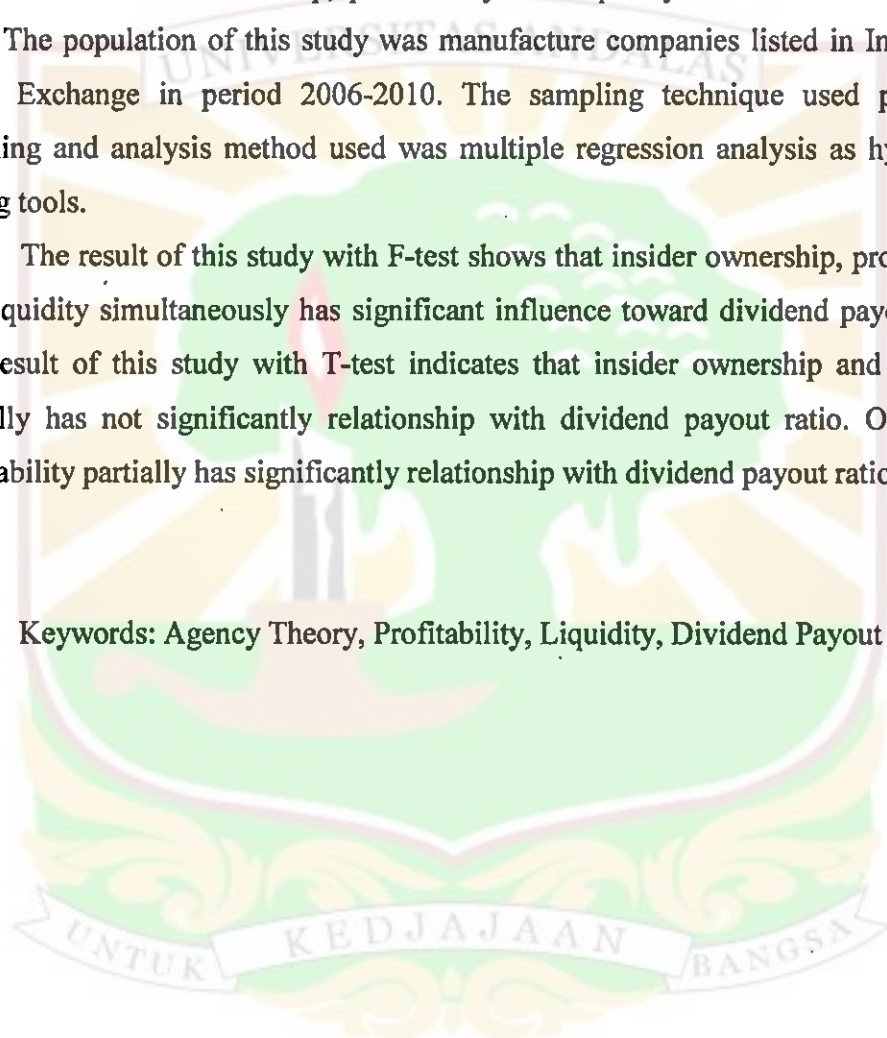 The population of this study was manufacture companies listed in In
Exchange in period 2006-2010. The sampling technique used p
ing and analysis method used was multiple regression analysis as hy
g tools.
The result of this study with F-test shows that insider ownership, pro
quidity simultaneously has significant influence toward dividend pay
esult of this study with T-test indicates that insider ownership and
lly has not significantly relationship with dividend payout ratio. O
ability partially has significantly relationship with dividend payout ratio
Keywords: Agency Theory, Profitability, Liquidity, Dividend Payout
UNIVERSITAS ANDALAS
UNTUK KEDJAJAAN BANGSA